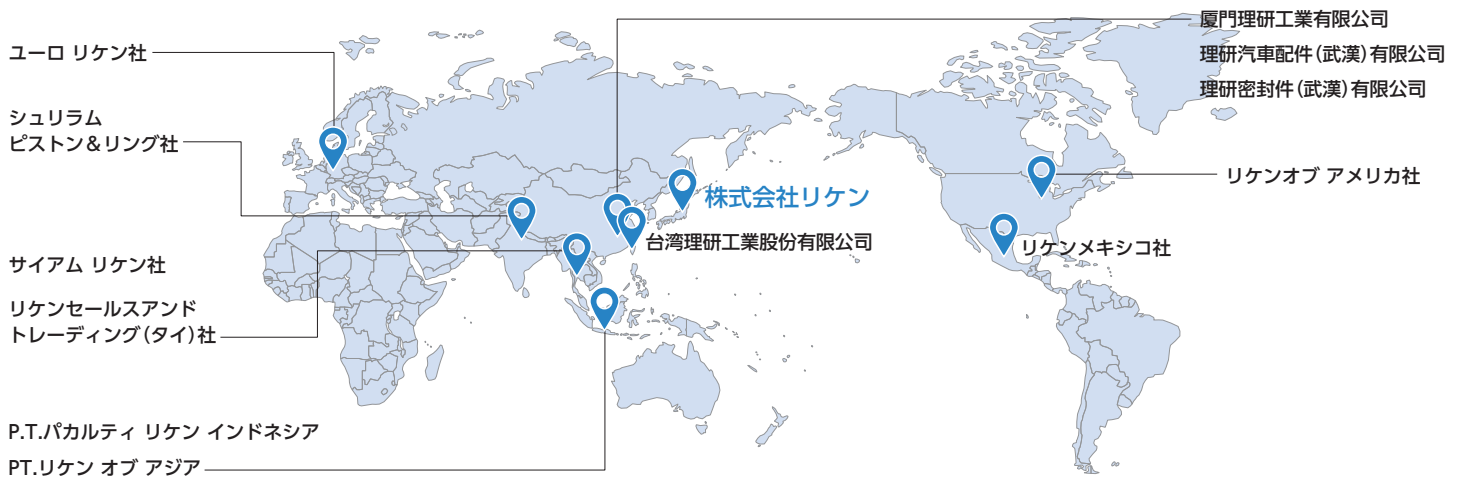 ユーロ リケン社
シュリラム
ピストン＆リング社
サイアム リケン社
リケンセールスアンド
トレーディング（タイ）社
P.T.パカルティ リケン インドネシア
PT.リケン オブ アジア
株式会社リケン
台湾理研工業股份有限公司
厦門理研工業有限公司
理研汽車配件（武漢）有限公司
理研密封件（武漢）有限公司
リケンオブ アメリカ社
リケンメキシコ社